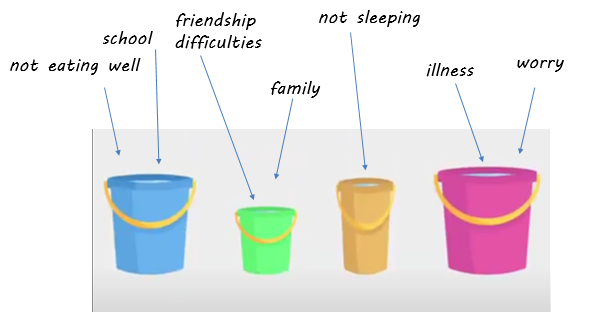 not eating well
school
friendship
difficulties
family
not sleeping
illness
worry